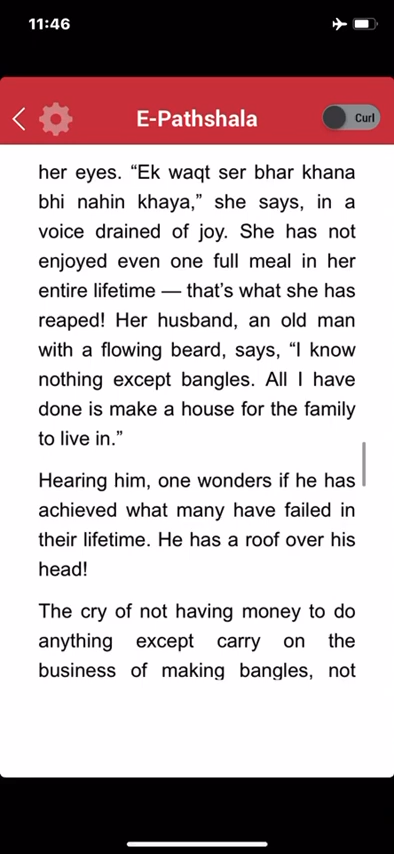 11:46
E-Pathshala
Curl
her eyes. “Ek waqt ser bhar khana
bhi nahin khaya,” she says, in a
voice drained of joy. She has not
enjoyed even one full meal in her
entire lifetime — that’s what she has
reaped! Her husband, an old man
with a flowing beard, says, “I know
nothing except bangles. All I have
done is make a house for the family
to live in.”
Hearing him, one wonders if he has
achieved what many have failed in
their lifetime. He has a roof over his
head!
The cry of not having money to do
anything except carry on the
business of making bangles, not